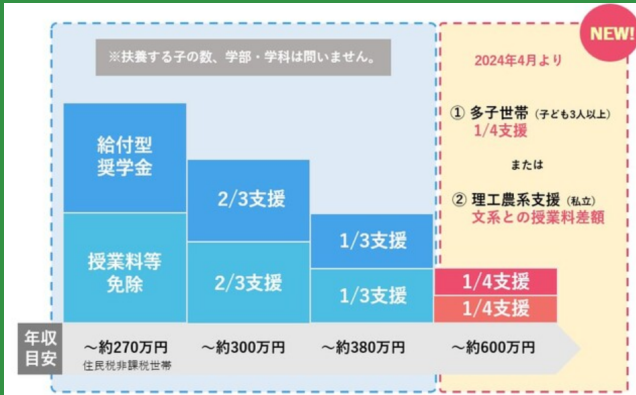 NEW!
※扶養する子の数、学部・学科は問いません。
2024年4月より
① 多子世帯（子ども3人以上）
1/4支援
または
② 理工農系支援（私立）
文系との授業料差額
給付型
奨学金
授業料等
免除
2/3支援
2/3支援
1/3支援
1/3支援
1/4支援
1/4支援
年収
目安
～約270万円
住民税非課税世帯
～約300万円
～約380万円
～約600万円